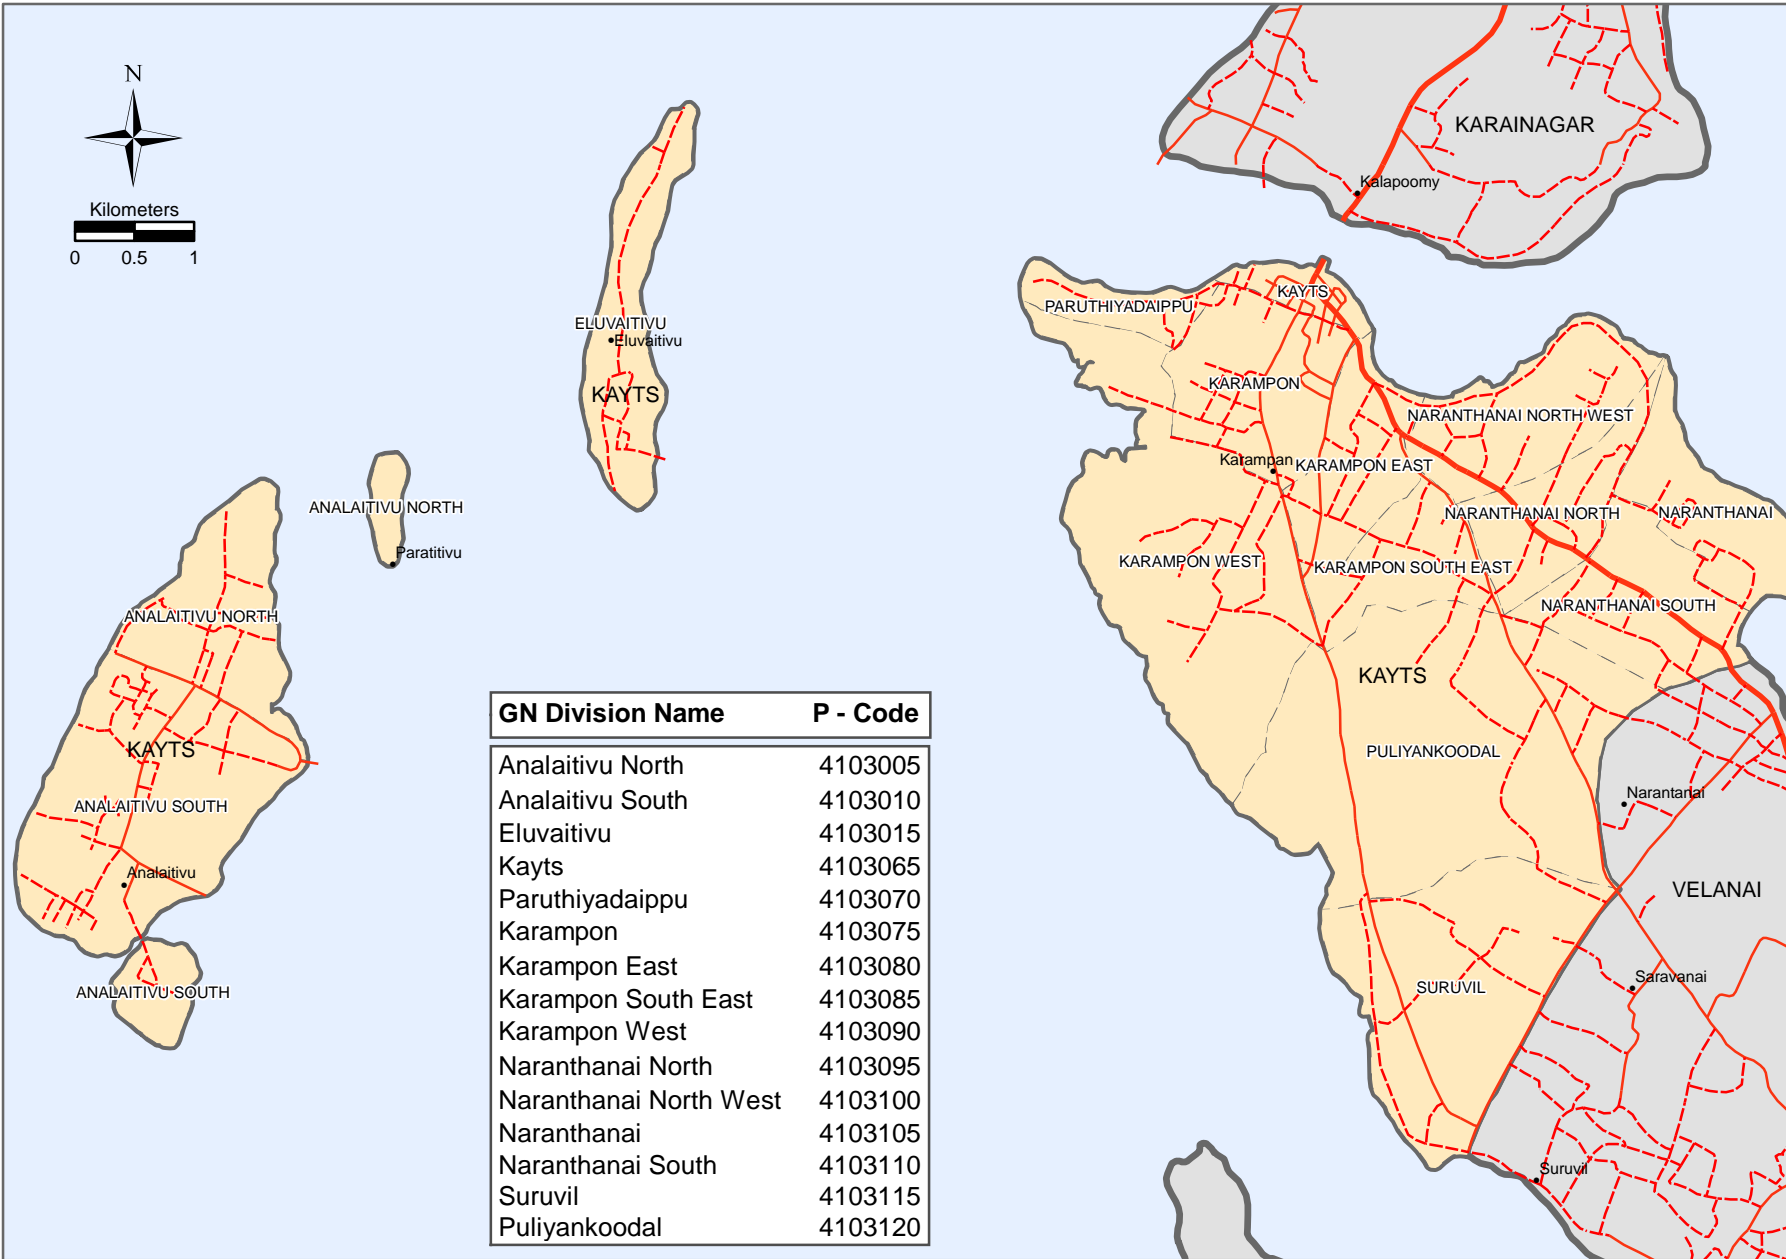 N
Kilometers
0 0.5 1
KARAINAGAR
Kalapoomy
KAYTS
PARUTHIYADAIPPU
ELUVAITIVU
Eluvaitivu
KAYTS
KARAMPON
NARANTHANAI NORTH WEST
Karampan
KARAMPON EAST
ANALAITIVU NORTH
NARANTHANAI NORTH
NARANTHANAI
Paratitivu
KARAMPON WEST
KARAMPON SOUTH EAST
ANALAITIVU NORTH
NARANTHANAI SOUTH
KAYTS
KAYTS
PULIYANKOODAL
ANALAITIVU SOUTH
Narantanai
Analaitivu
VELANAI
Saravanai
SURUVIL
ANALAITIVU SOUTH
Suruvil
GN Division Name P - Code
Analaitivu North 4103005
Analaitivu South 4103010
Eluvaitivu 4103015
Kayts 4103065
Paruthiyadaippu 4103070
Karampon 4103075
Karampon East 4103080
Karampon South East 4103085
Karampon West 4103090
Naranthanai North 4103095
Naranthanai North West 4103100
Naranthanai 4103105
Naranthanai South 4103110
Suruvil 4103115
Puliyankoodal 4103120